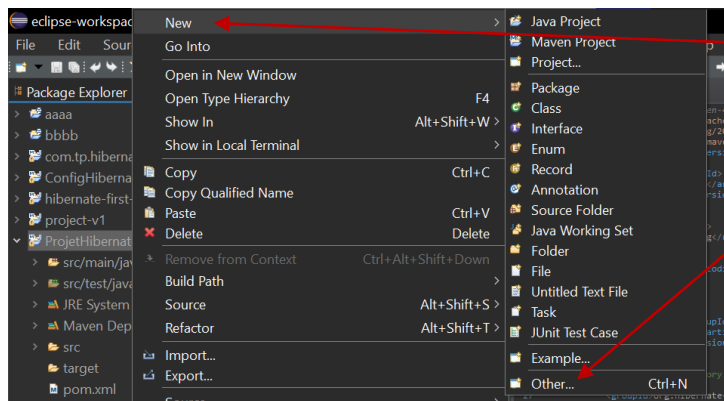 eclipse-workspac
File Edit Sour
Package Explorer
aaaa
bbbb
com.tp.hiberna
ConfigHiberna
hibernate-first-
project-v1
ProjetHibernat
src/main/jav
src/test/java
JRE System
Maven Dep
src
target
pom.xml
New
Go Into
Open in New Window
Open Type Hierarchy F4
Show In Alt+Shift+W
Show in Local Terminal
Copy Ctrl+C
Copy Qualified Name
Paste Ctrl+V
Delete Delete
Remove from Context Ctrl+Alt+Shift+Down
Build Path
Source Alt+Shift+S
Refactor Alt+Shift+T
Import...
Export...
Java Project
Maven Project
Project...
Package
Class
Interface
Enum
Record
Annotation
Source Folder
Java Working Set
Folder
File
Untitled Text File
Task
JUnit Test Case
Example...
Other... Ctrl+N